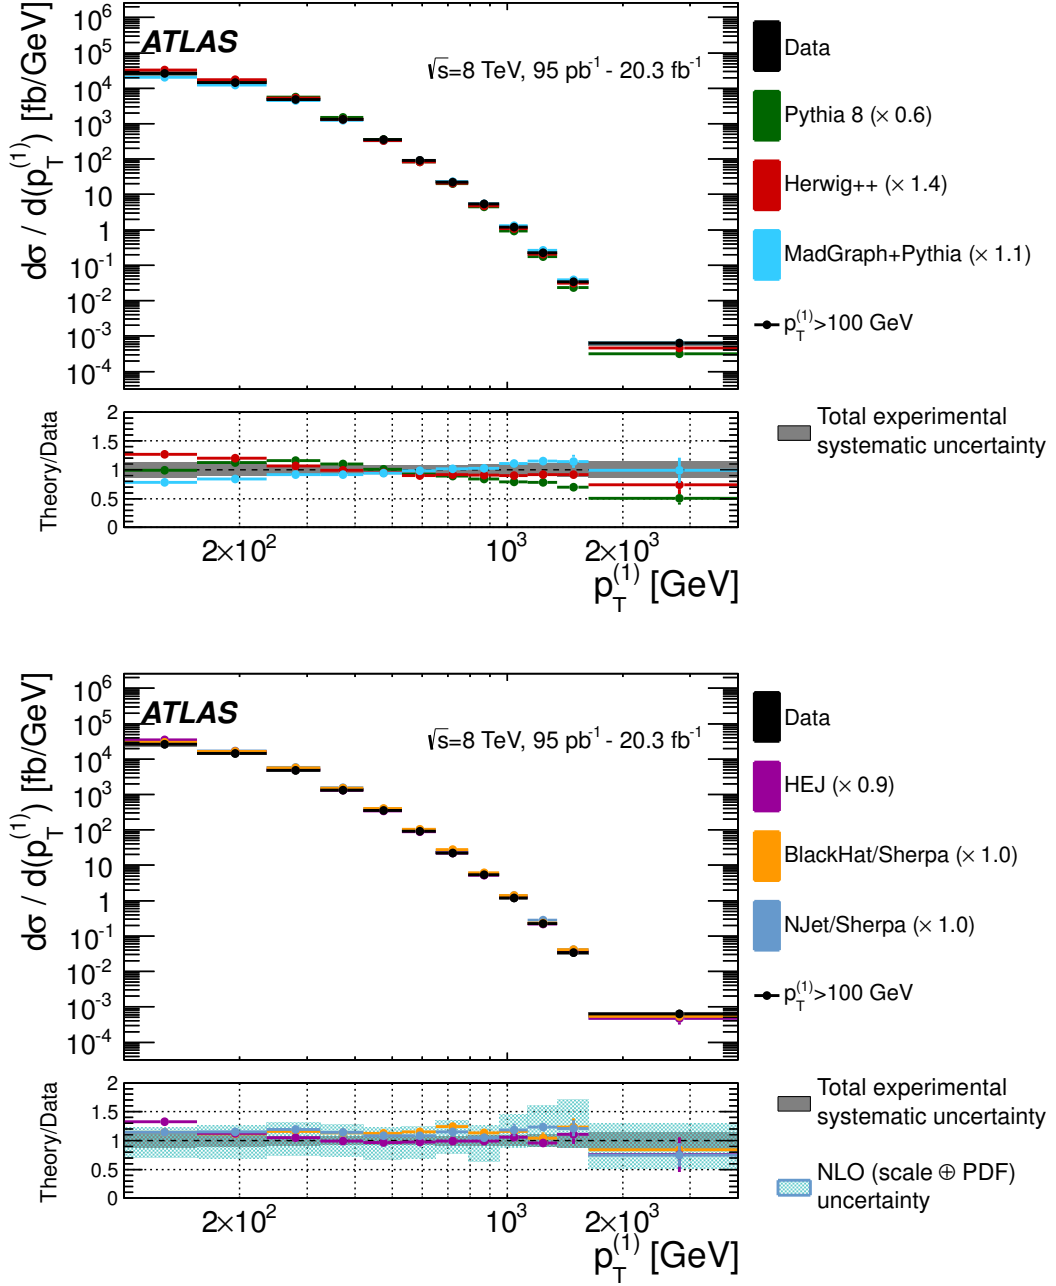 ATLAS
√s=8 TeV, 95 pb⁻¹ - 20.3 fb⁻¹
dσ / d(p_T^(1)) [fb/GeV]
10⁶
10⁵
10⁴
10³
10²
10
1
10⁻¹
10⁻²
10⁻³
10⁻⁴
Data
Pythia 8 (× 0.6)
Herwig++ (× 1.4)
MadGraph+Pythia (× 1.1)
p_T^(1)>100 GeV
Theory/Data
2
1.5
1
0.5
0
Total experimental
systematic uncertainty
2×10²
10³
2×10³
p_T^(1) [GeV]
ATLAS
√s=8 TeV, 95 pb⁻¹ - 20.3 fb⁻¹
dσ / d(p_T^(1)) [fb/GeV]
10⁶
10⁵
10⁴
10³
10²
10
1
10⁻¹
10⁻²
10⁻³
10⁻⁴
Data
HEJ (× 0.9)
BlackHat/Sherpa (× 1.0)
NJet/Sherpa (× 1.0)
p_T^(1)>100 GeV
Theory/Data
2
1.5
1
0.5
0
Total experimental
systematic uncertainty
NLO (scale ⊕ PDF)
uncertainty
2×10²
10³
2×10³
p_T^(1) [GeV]